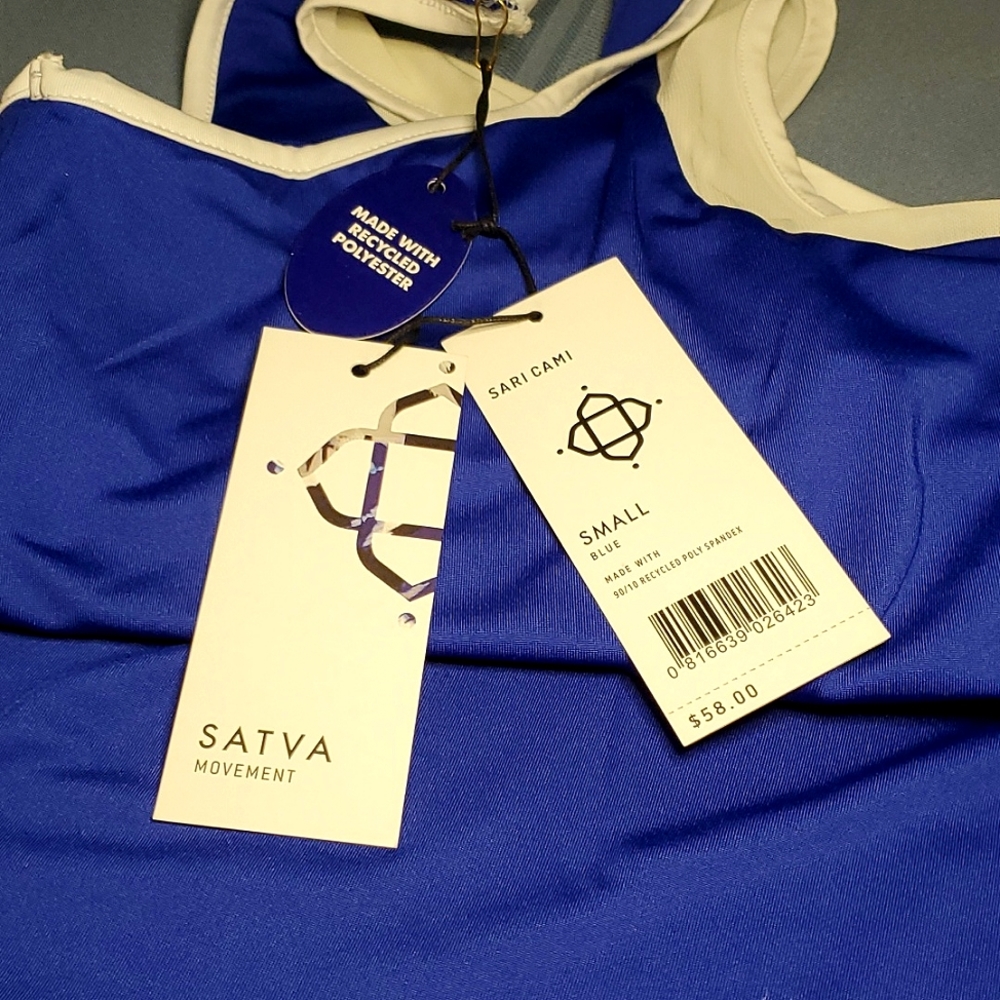 MADE WITH
RECYCLED
POLYESTER
SATVA
MOVEMENT
SARI CAMI
SMALL
BLUE
MADE WITH
90/10 RECYCLED POLY SPANDEX
0 816639 026423
$58.00